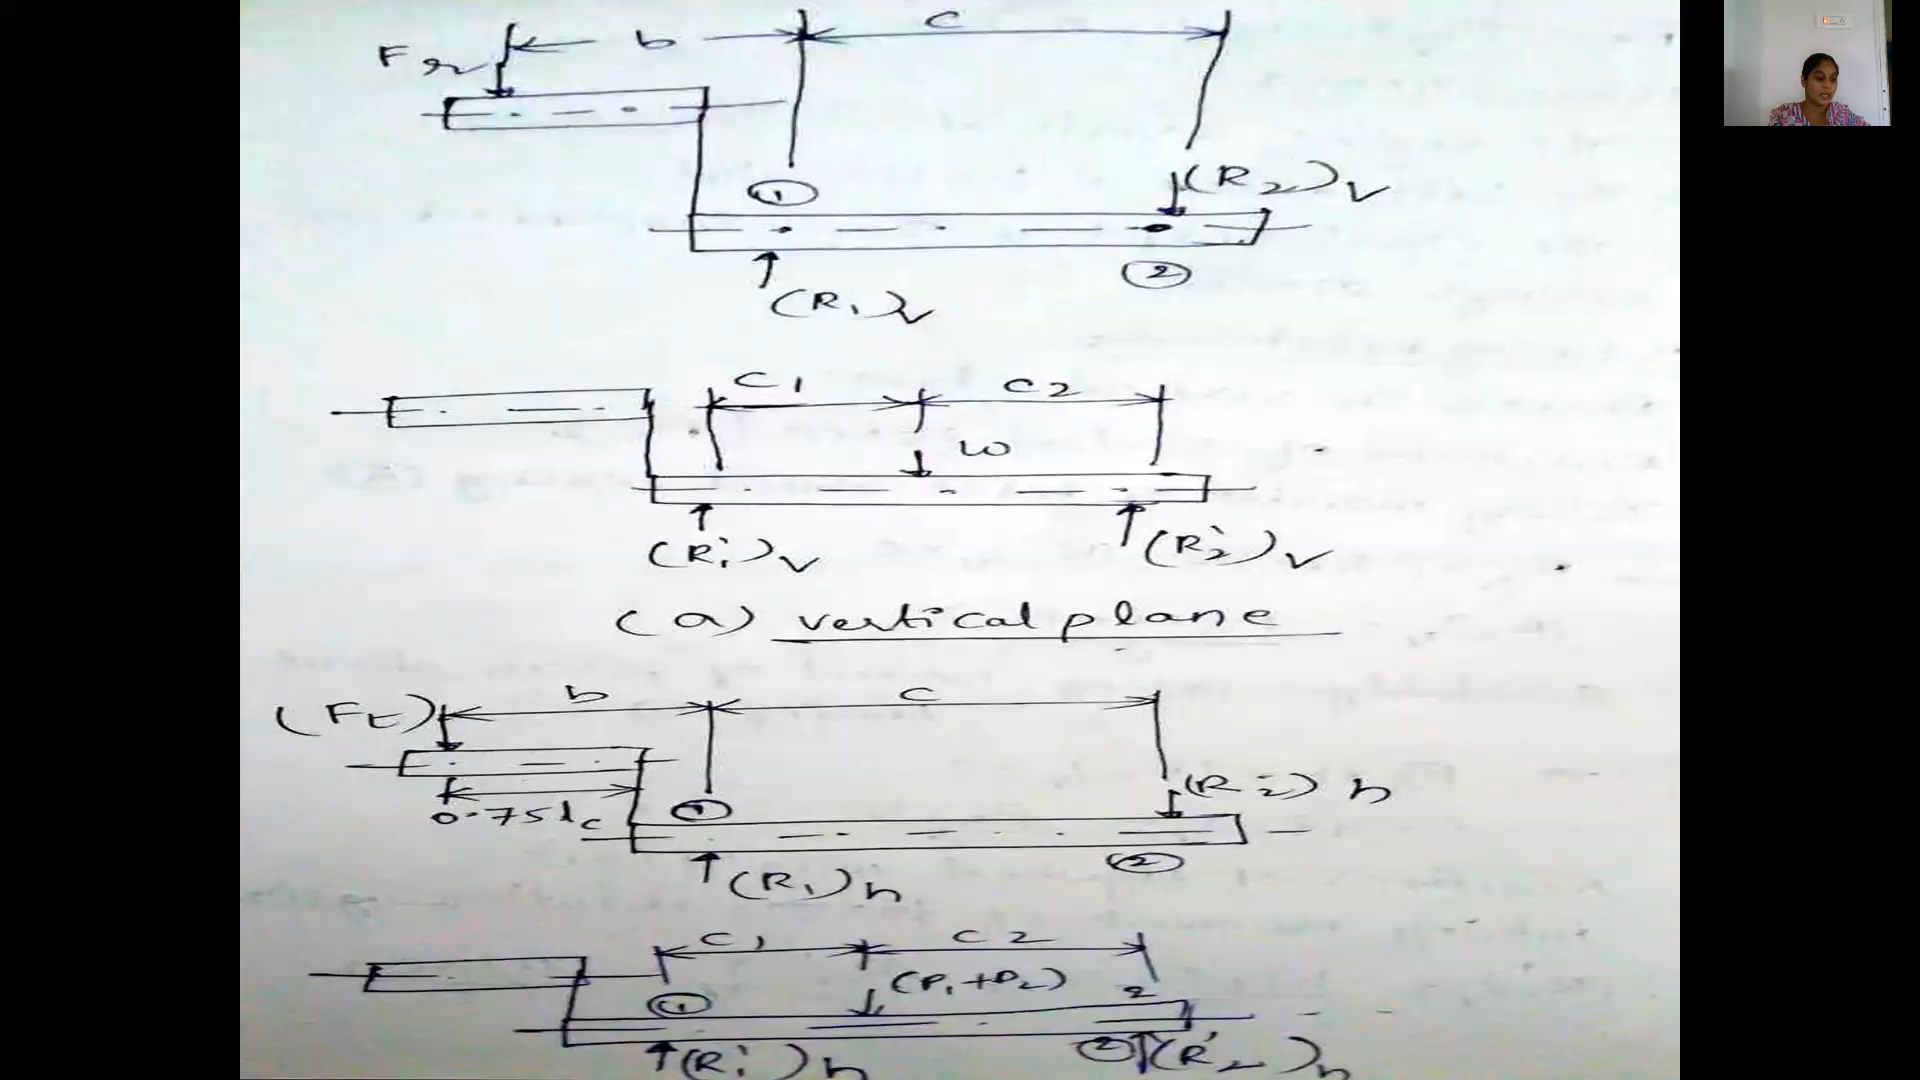 b c
Fr
(R2)v
1
2
(R1)v
C1 C2
W
(R1')v (R2')v
(a) vertical plane
b c
(Ft)
0.75lc
(R2)h
1
2
(R1)h
C1 C2
(P1+P2)
1 2
2
(R1')h (R2')h